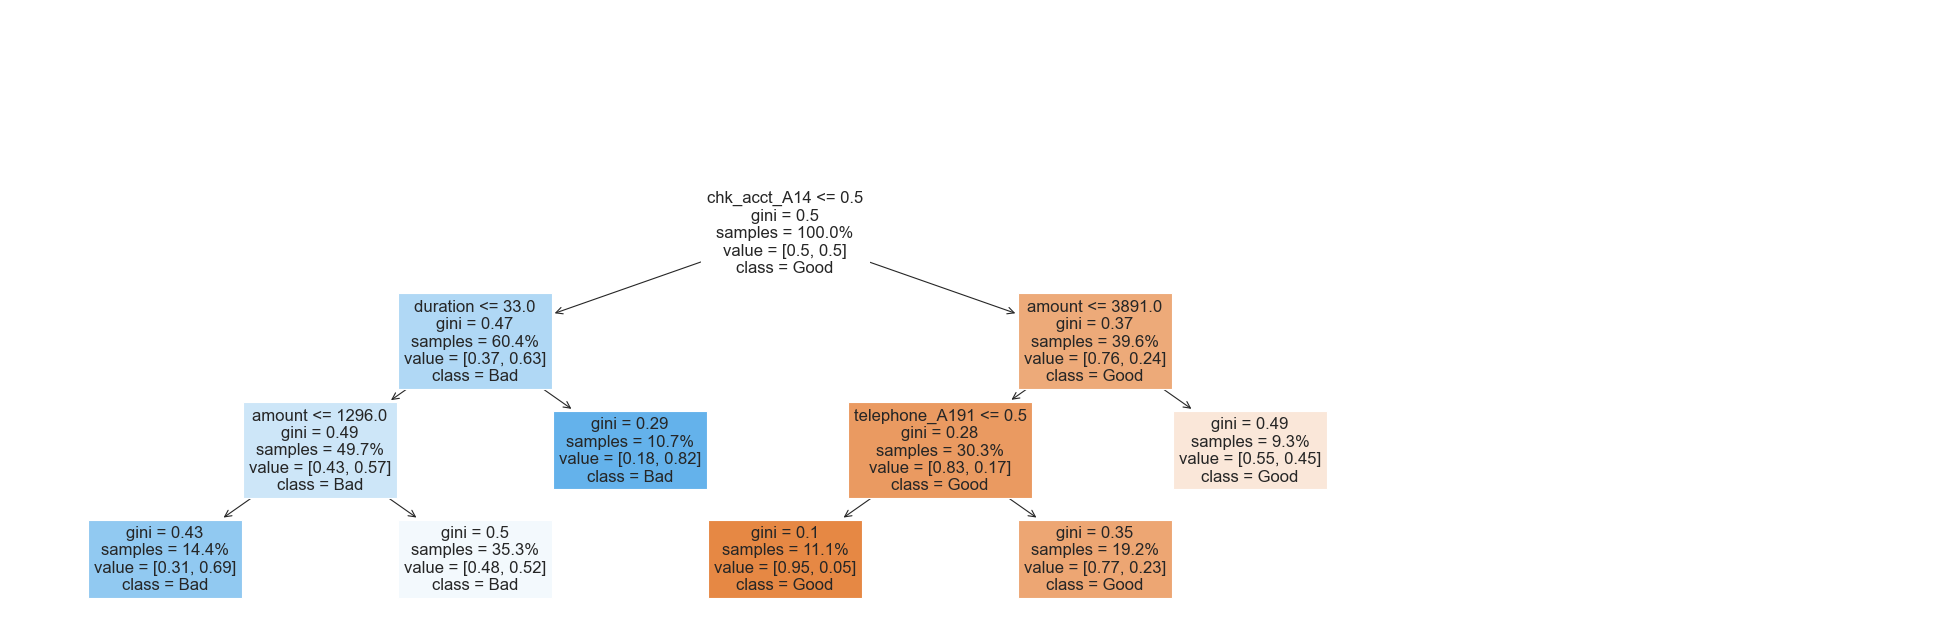 chk_acct_A14 <= 0.5
gini = 0.5
samples = 100.0%
value = [0.5, 0.5]
class = Good
duration <= 33.0
gini = 0.47
samples = 60.4%
value = [0.37, 0.63]
class = Bad
amount <= 3891.0
gini = 0.37
samples = 39.6%
value = [0.76, 0.24]
class = Good
amount <= 1296.0
gini = 0.49
samples = 49.7%
value = [0.43, 0.57]
class = Bad
gini = 0.29
samples = 10.7%
value = [0.18, 0.82]
class = Bad
telephone_A191 <= 0.5
gini = 0.28
samples = 30.3%
value = [0.83, 0.17]
class = Good
gini = 0.49
samples = 9.3%
value = [0.55, 0.45]
class = Good
gini = 0.43
samples = 14.4%
value = [0.31, 0.69]
class = Bad
gini = 0.5
samples = 35.3%
value = [0.48, 0.52]
class = Bad
gini = 0.1
samples = 11.1%
value = [0.95, 0.05]
class = Good
gini = 0.35
samples = 19.2%
value = [0.77, 0.23]
class = Good